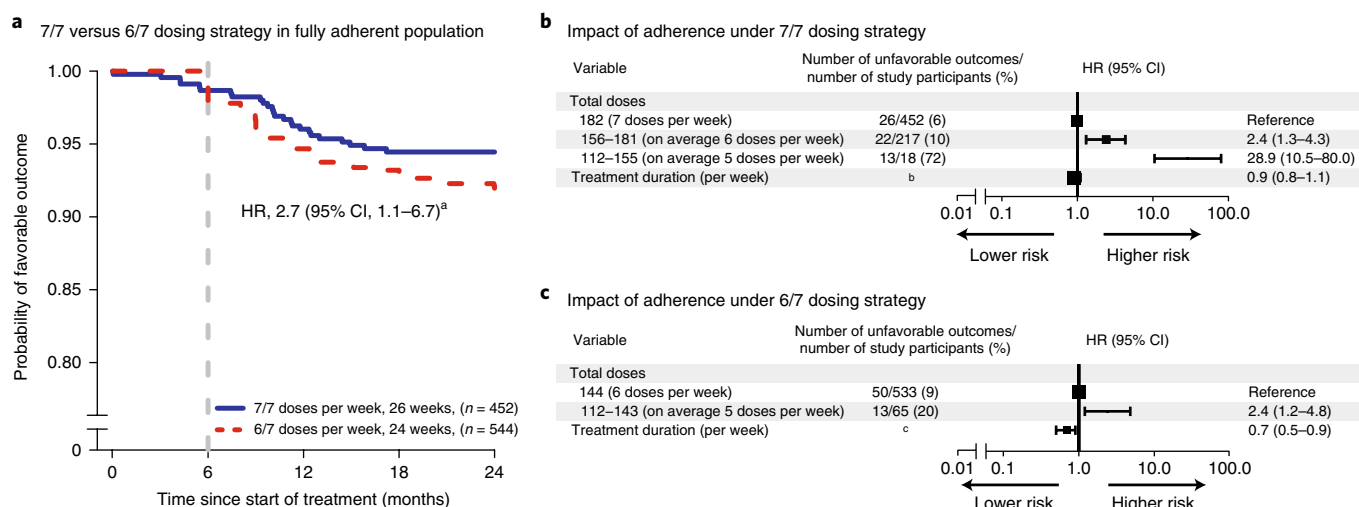 a 7/7 versus 6/7 dosing strategy in fully adherent population
Probability of favorable outcome
1.00
0.95
0.90
0.85
0.80
0
HR, 2.7 (95% CI, 1.1–6.7)a
7/7 doses per week, 26 weeks, (n = 452)
6/7 doses per week, 24 weeks, (n = 544)
0 6 12 18 24
Time since start of treatment (months)
b Impact of adherence under 7/7 dosing strategy
Variable
Number of unfavorable outcomes/
number of study participants (%)
HR (95% CI)
Total doses
182 (7 doses per week) 26/452 (6) Reference
156–181 (on average 6 doses per week) 22/217 (10) 2.4 (1.3–4.3)
112–155 (on average 5 doses per week) 13/18 (72) 28.9 (10.5–80.0)
Treatment duration (per week) b 0.9 (0.8–1.1)
0.01 0.1 1.0 10.0 100.0
Lower risk Higher risk
c Impact of adherence under 6/7 dosing strategy
Variable
Number of unfavorable outcomes/
number of study participants (%)
HR (95% CI)
Total doses
144 (6 doses per week) 50/533 (9) Reference
112–143 (on average 5 doses per week) 13/65 (20) 2.4 (1.2–4.8)
Treatment duration (per week) c 0.7 (0.5–0.9)
0.01 0.1 1.0 10.0 100.0
Lower risk Higher risk